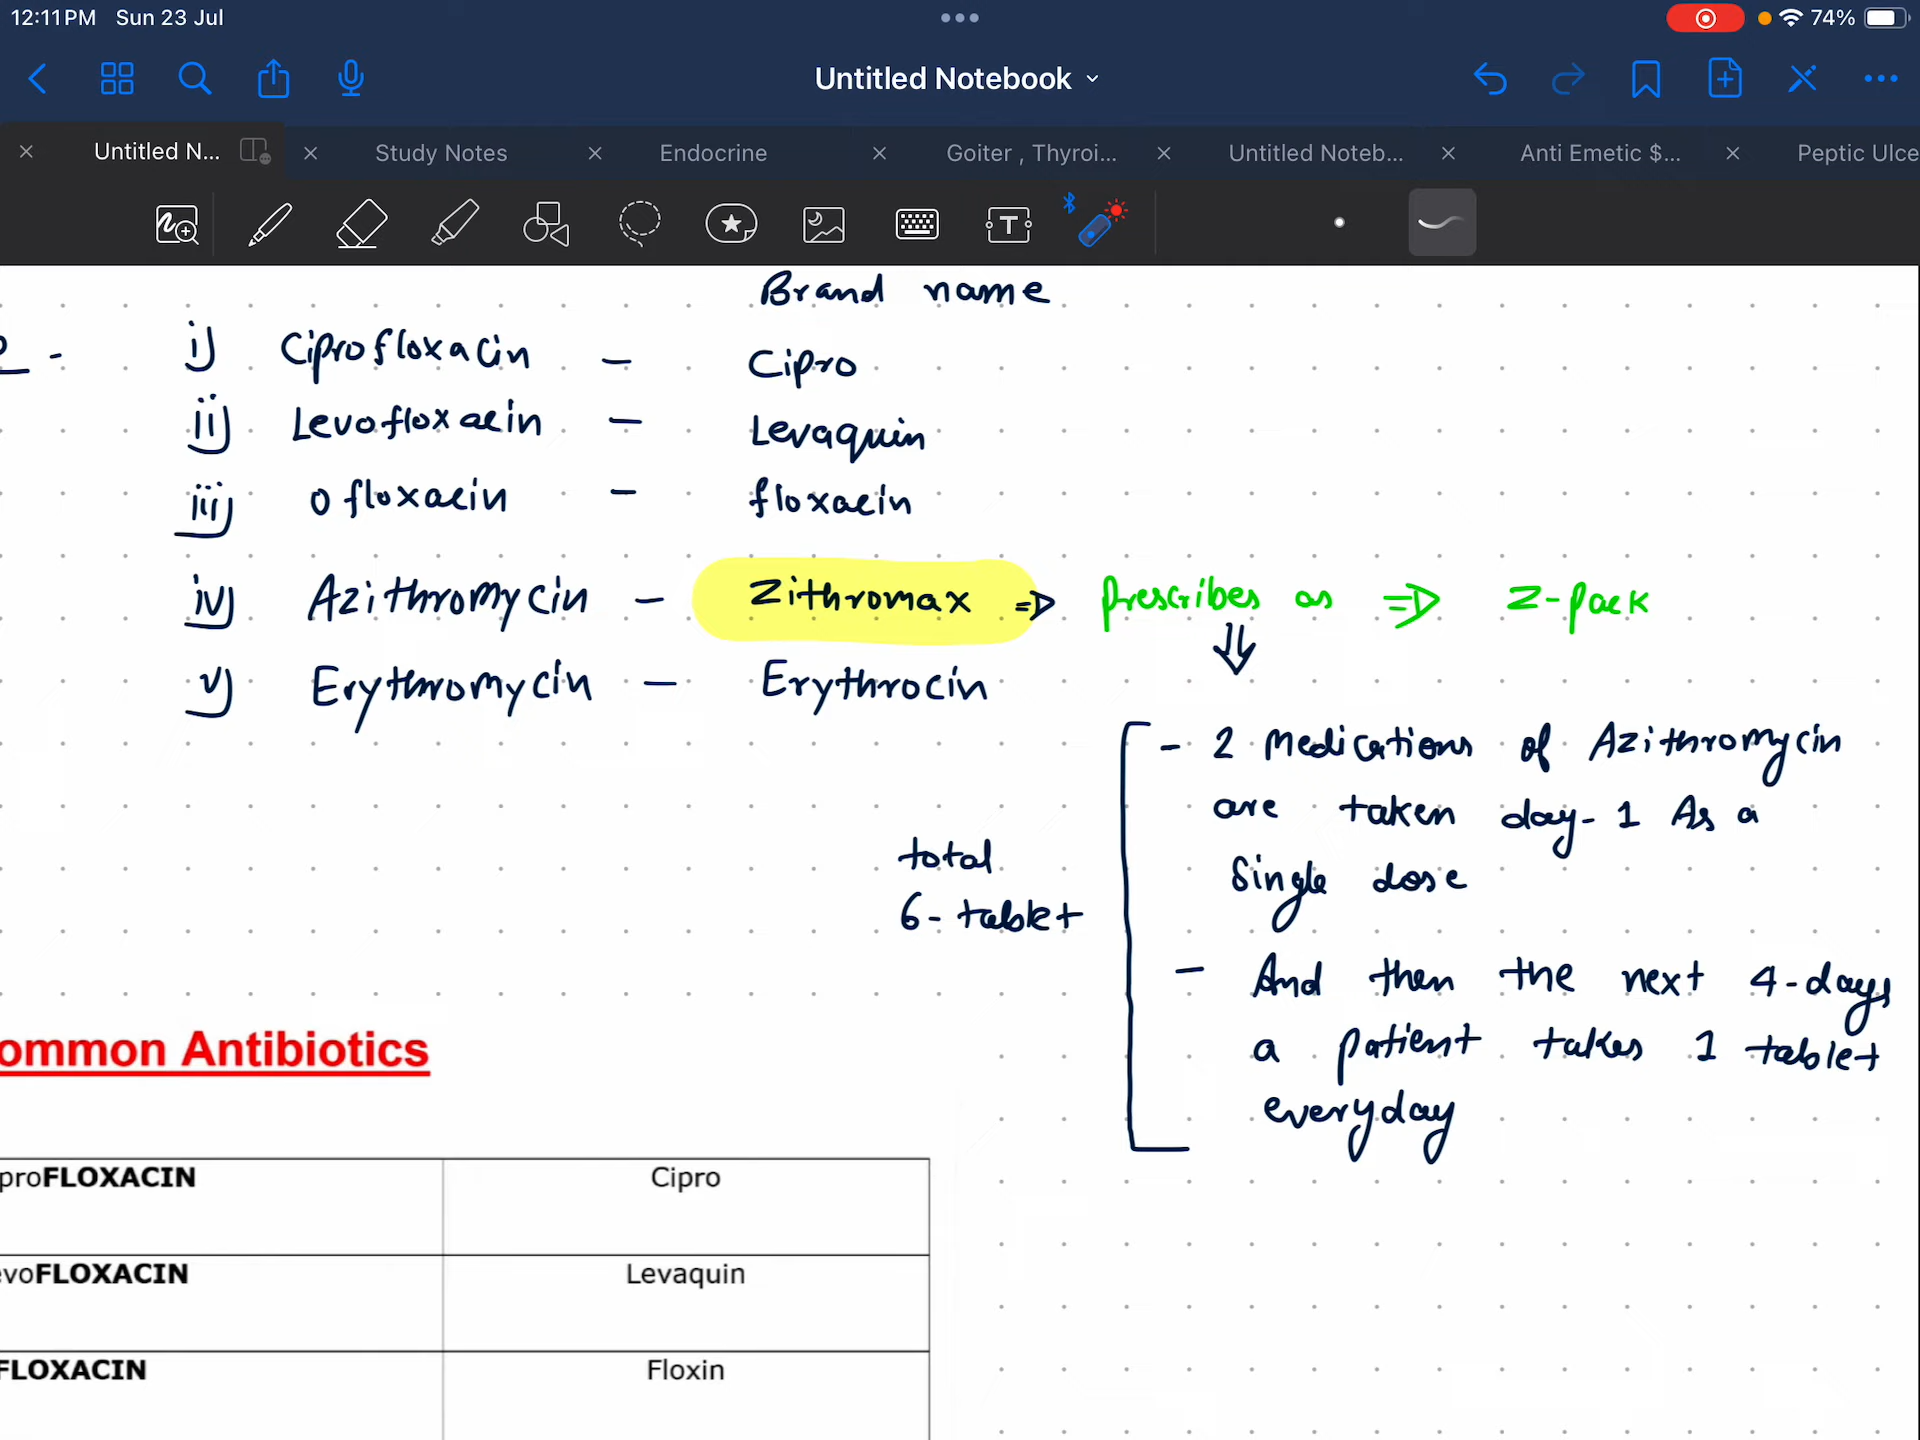 12:11 PM Sun 23 Jul
74%
Untitled Notebook
Untitled N...
Study Notes
Endocrine
Goiter , Thyroi...
Untitled Noteb...
Anti Emetic $...
Peptic Ulce
Brand name
i) Ciprofloxacin - Cipro
ii) Levofloxacin - Levaquin
iii) ofloxacin - floxacin
iv) Azithromycin - Zithromax => Prescribes as => Z-pack
v) Erythromycin - Erythrocin
- 2 Medications of Azithromycin
are taken day-1 As a
Single dose
total
6-tablet
- And then the next 4-days
a patient takes 1 tablet
everyday
ommon Antibiotics
proFLOXACIN Cipro
evoFLOXACIN Levaquin
FLOXACIN Floxin